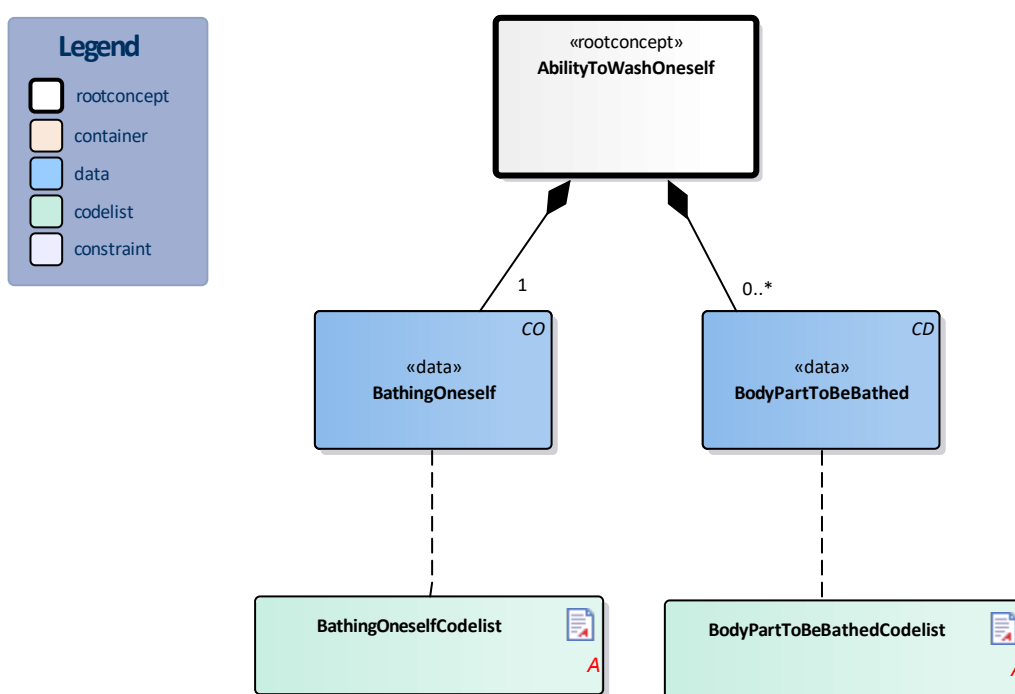 Legend
rootconcept
container
data
codelist
constraint
«rootconcept»
AbilityToWashOneself
1
0..*
CO
«data»
BathingOneself
CD
«data»
BodyPartToBeBathed
BathingOneselfCodelist
A
A
BodyPartToBeBathedCodelist
A
A